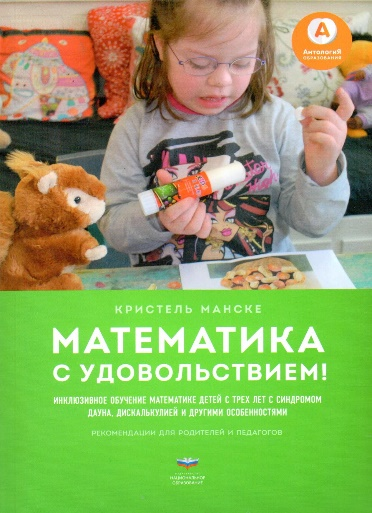 А
АнтологиЯ
ОБРАЗОВАНИЯ
КРИСТЕЛЬ МАНСКЕ
МАТЕМАТИКА
С УДОВОЛЬСТВИЕМ!
ИНКЛЮЗИВНОЕ ОБУЧЕНИЕ МАТЕМАТИКЕ ДЕТЕЙ С ТРЕХ ЛЕТ С СИНДРОМОМ
ДАУНА, ДИСКАЛЬКУЛИЕЙ И ДРУГИМИ ОСОБЕННОСТЯМИ
РЕКОМЕНДАЦИИ ДЛЯ РОДИТЕЛЕЙ И ПЕДАГОГОВ
НАЦИОНАЛЬНОЕ
ОБРАЗОВАНИЕ